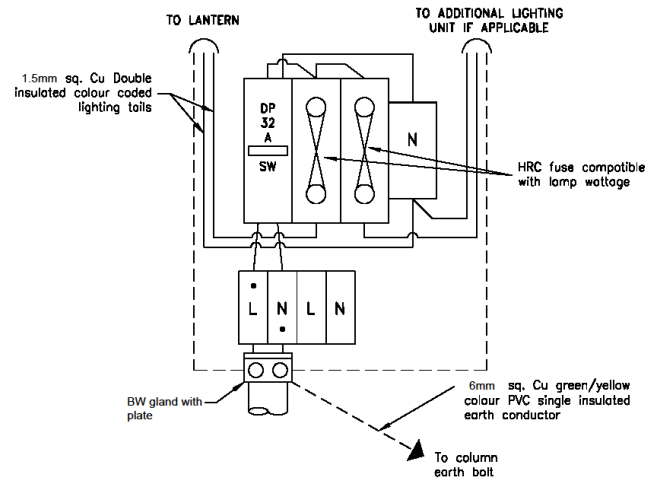 TO LANTERN
TO ADDITIONAL LIGHTING
UNIT IF APPLICABLE
1.5mm sq. Cu Double
insulated colour coded
lighting tails
DP
32
A
SW
N
HRC fuse compatible
with lamp wattage
L N L N
BW gland with
plate
6mm sq. Cu green/yellow
colour PVC single insulated
earth conductor
To column
earth bolt